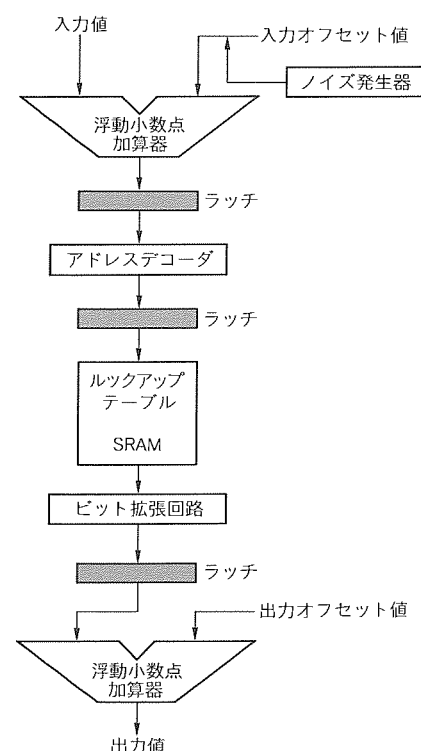 入力値
入力オフセット値
ノイズ発生器
浮動小数点
加算器
ラッチ
アドレスデコーダ
ラッチ
ルックアップ
テーブル
SRAM
ビット拡張回路
ラッチ
出力オフセット値
浮動小数点
加算器
出力値